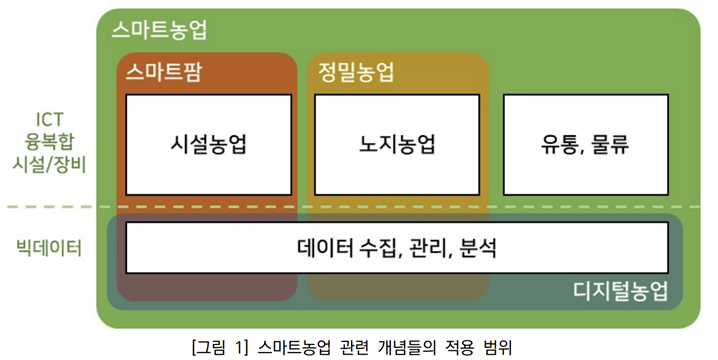 스마트농업
스마트팜
정밀농업
ICT
융복합
시설/장비
시설농업
노지농업
유통, 물류
빅데이터
데이터 수집, 관리, 분석
디지털농업
[그림 1] 스마트농업 관련 개념들의 적용 범위